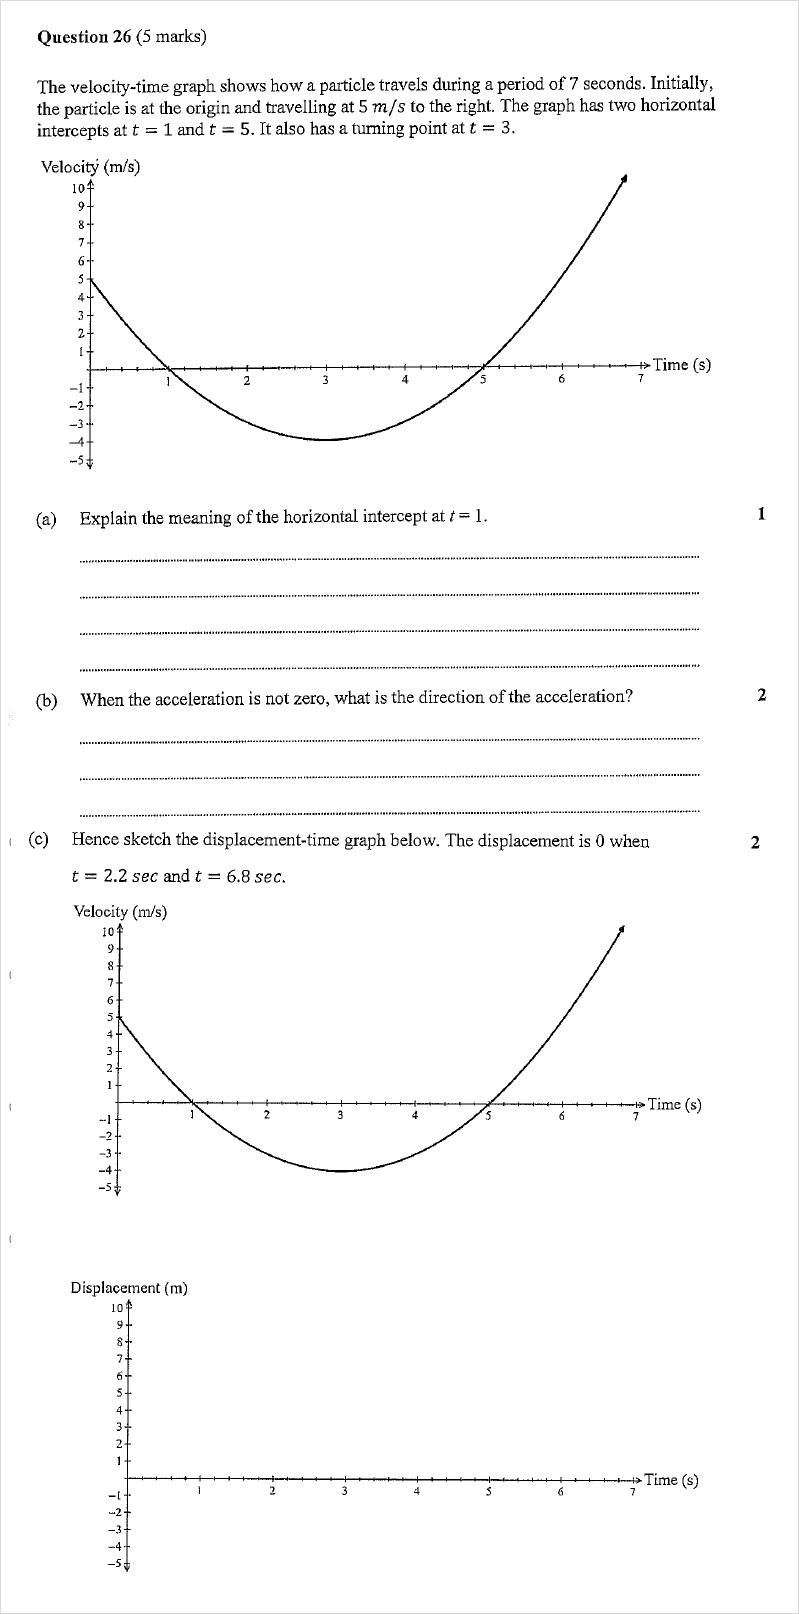 Question 26 (5 marks)
The velocity-time graph shows how a particle travels during a period of 7 seconds. Initially,
the particle is at the origin and travelling at 5 m/s to the right. The graph has two horizontal
intercepts at t = 1 and t = 5. It also has a turning point at t = 3.
Velocity (m/s)
10
9
8
7
6
5
4
3
2
1
Time (s)
1 2 3 4 5 6 7
-1
-2
-3
-4
-5
(a) Explain the meaning of the horizontal intercept at t = 1. 1
(b) When the acceleration is not zero, what is the direction of the acceleration? 2
(c) Hence sketch the displacement-time graph below. The displacement is 0 when 2
t = 2.2 sec and t = 6.8 sec.
Velocity (m/s)
10
9
8
7
6
5
4
3
2
1
Time (s)
1 2 3 4 5 6 7
-1
-2
-3
-4
-5
Displacement (m)
10
9
8
7
6
5
4
3
2
1
Time (s)
1 2 3 4 5 6 7
-1
-2
-3
-4
-5